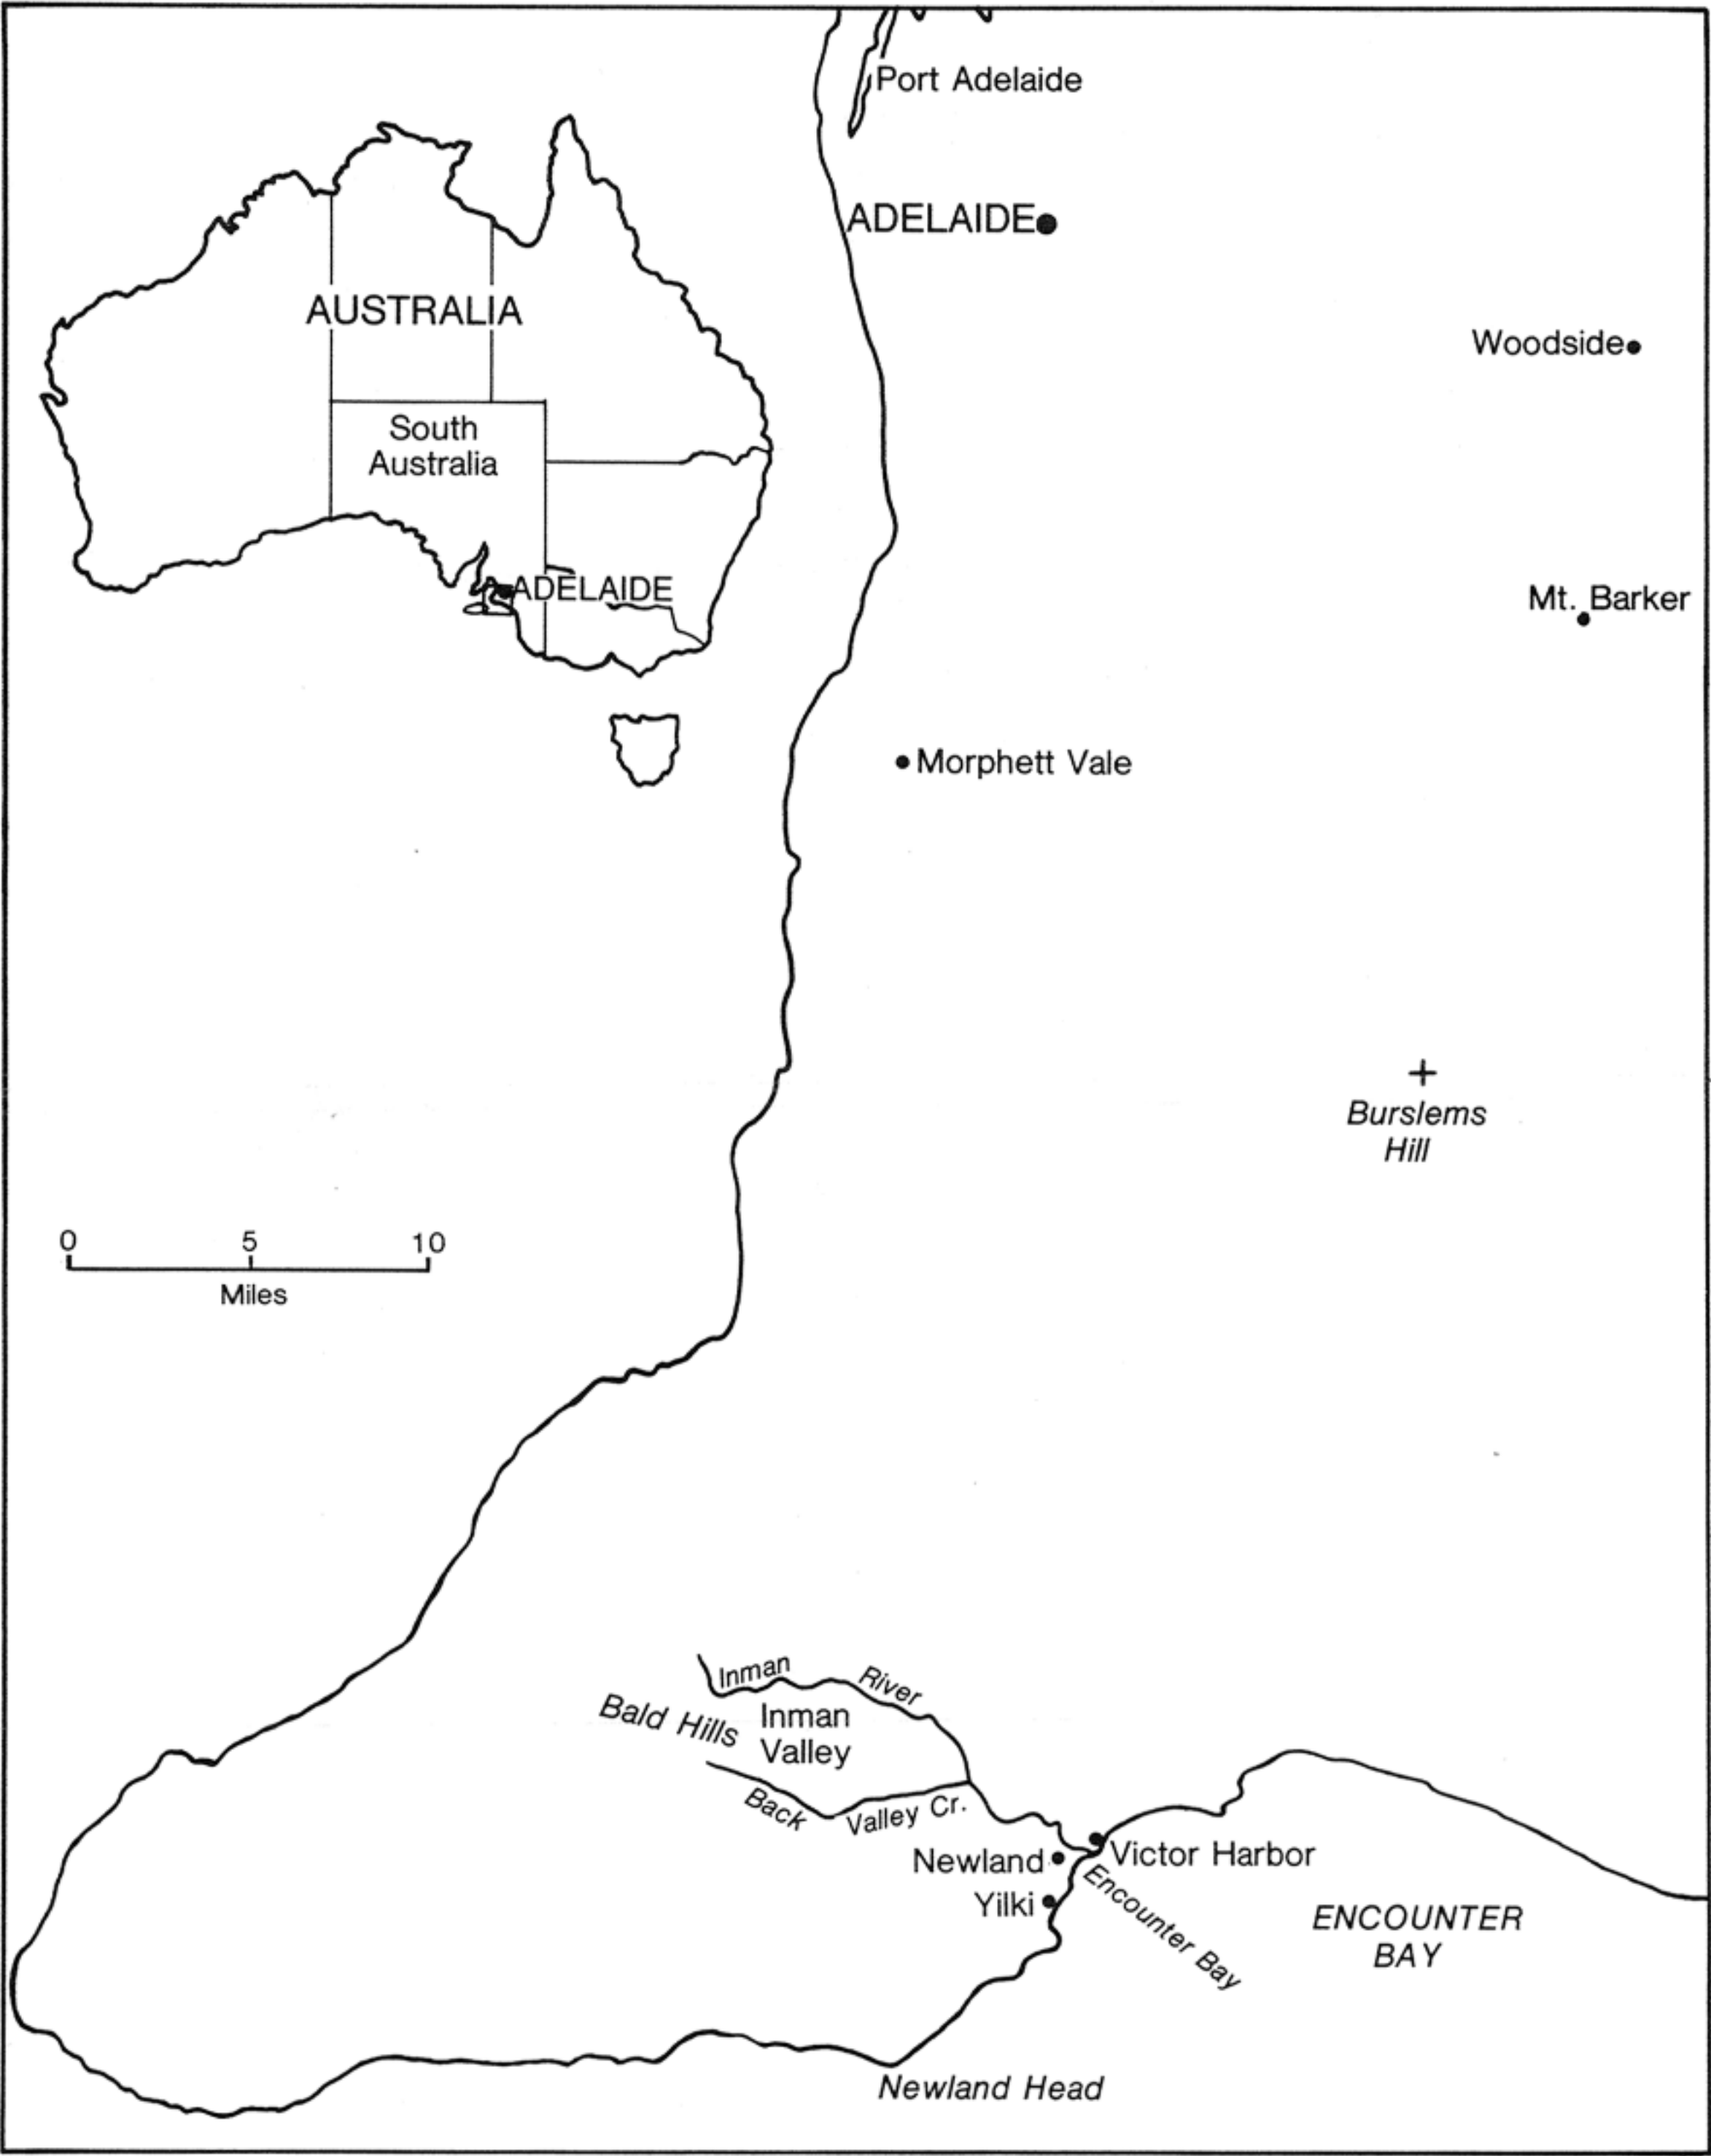 Port Adelaide
ADELAIDE
AUSTRALIA
Woodside
South
Australia
ADELAIDE
Mt. Barker
Morphett Vale
Burslems
Hill
0 5 10
Miles
Inman River
Bald Hills
Inman
Valley
Back Valley Cr.
Newland
Victor Harbor
Yilki
Encounter Bay
ENCOUNTER
BAY
Newland Head